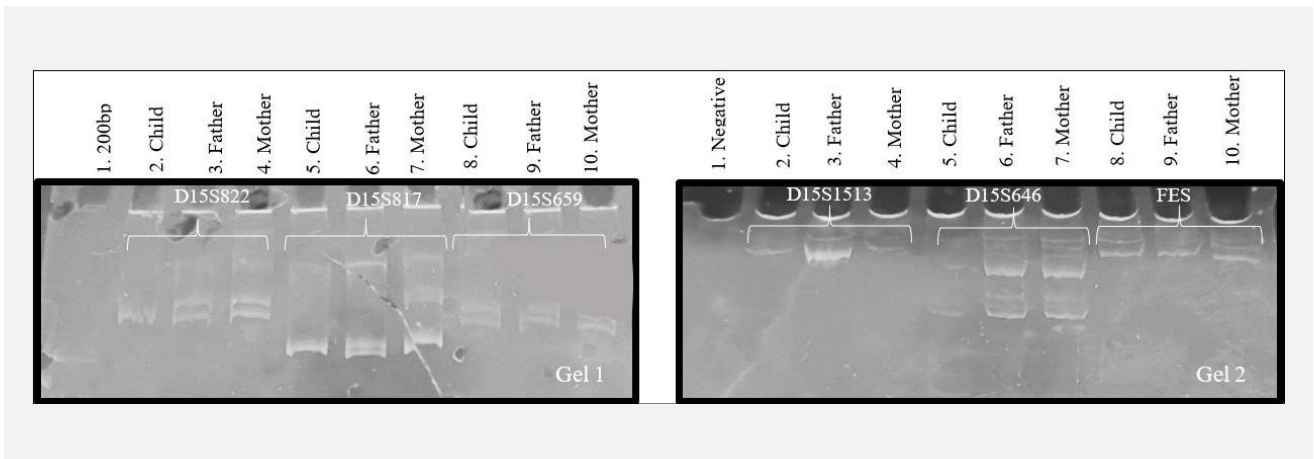 1. 200bp
2. Child
3. Father
4. Mother
5. Child
6. Father
7. Mother
8. Child
9. Father
10. Mother
D15S822
D15S817
D15S659
Gel 1
1. Negative
2. Child
3. Father
4. Mother
5. Child
6. Father
7. Mother
8. Child
9. Father
10. Mother
D15S1513
D15S646
FES
Gel 2